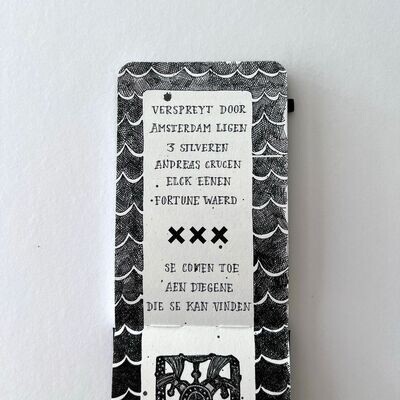 VERSPREYT DOOR
AMSTERDAM LIGEN
3 SILVEREN
ANDREAS CRUCEN
ELCK EENEN
FORTUNE WAERD
XXX
SE COMEN TOE
AEN DIEGENE
DIE SE KAN VINDEN